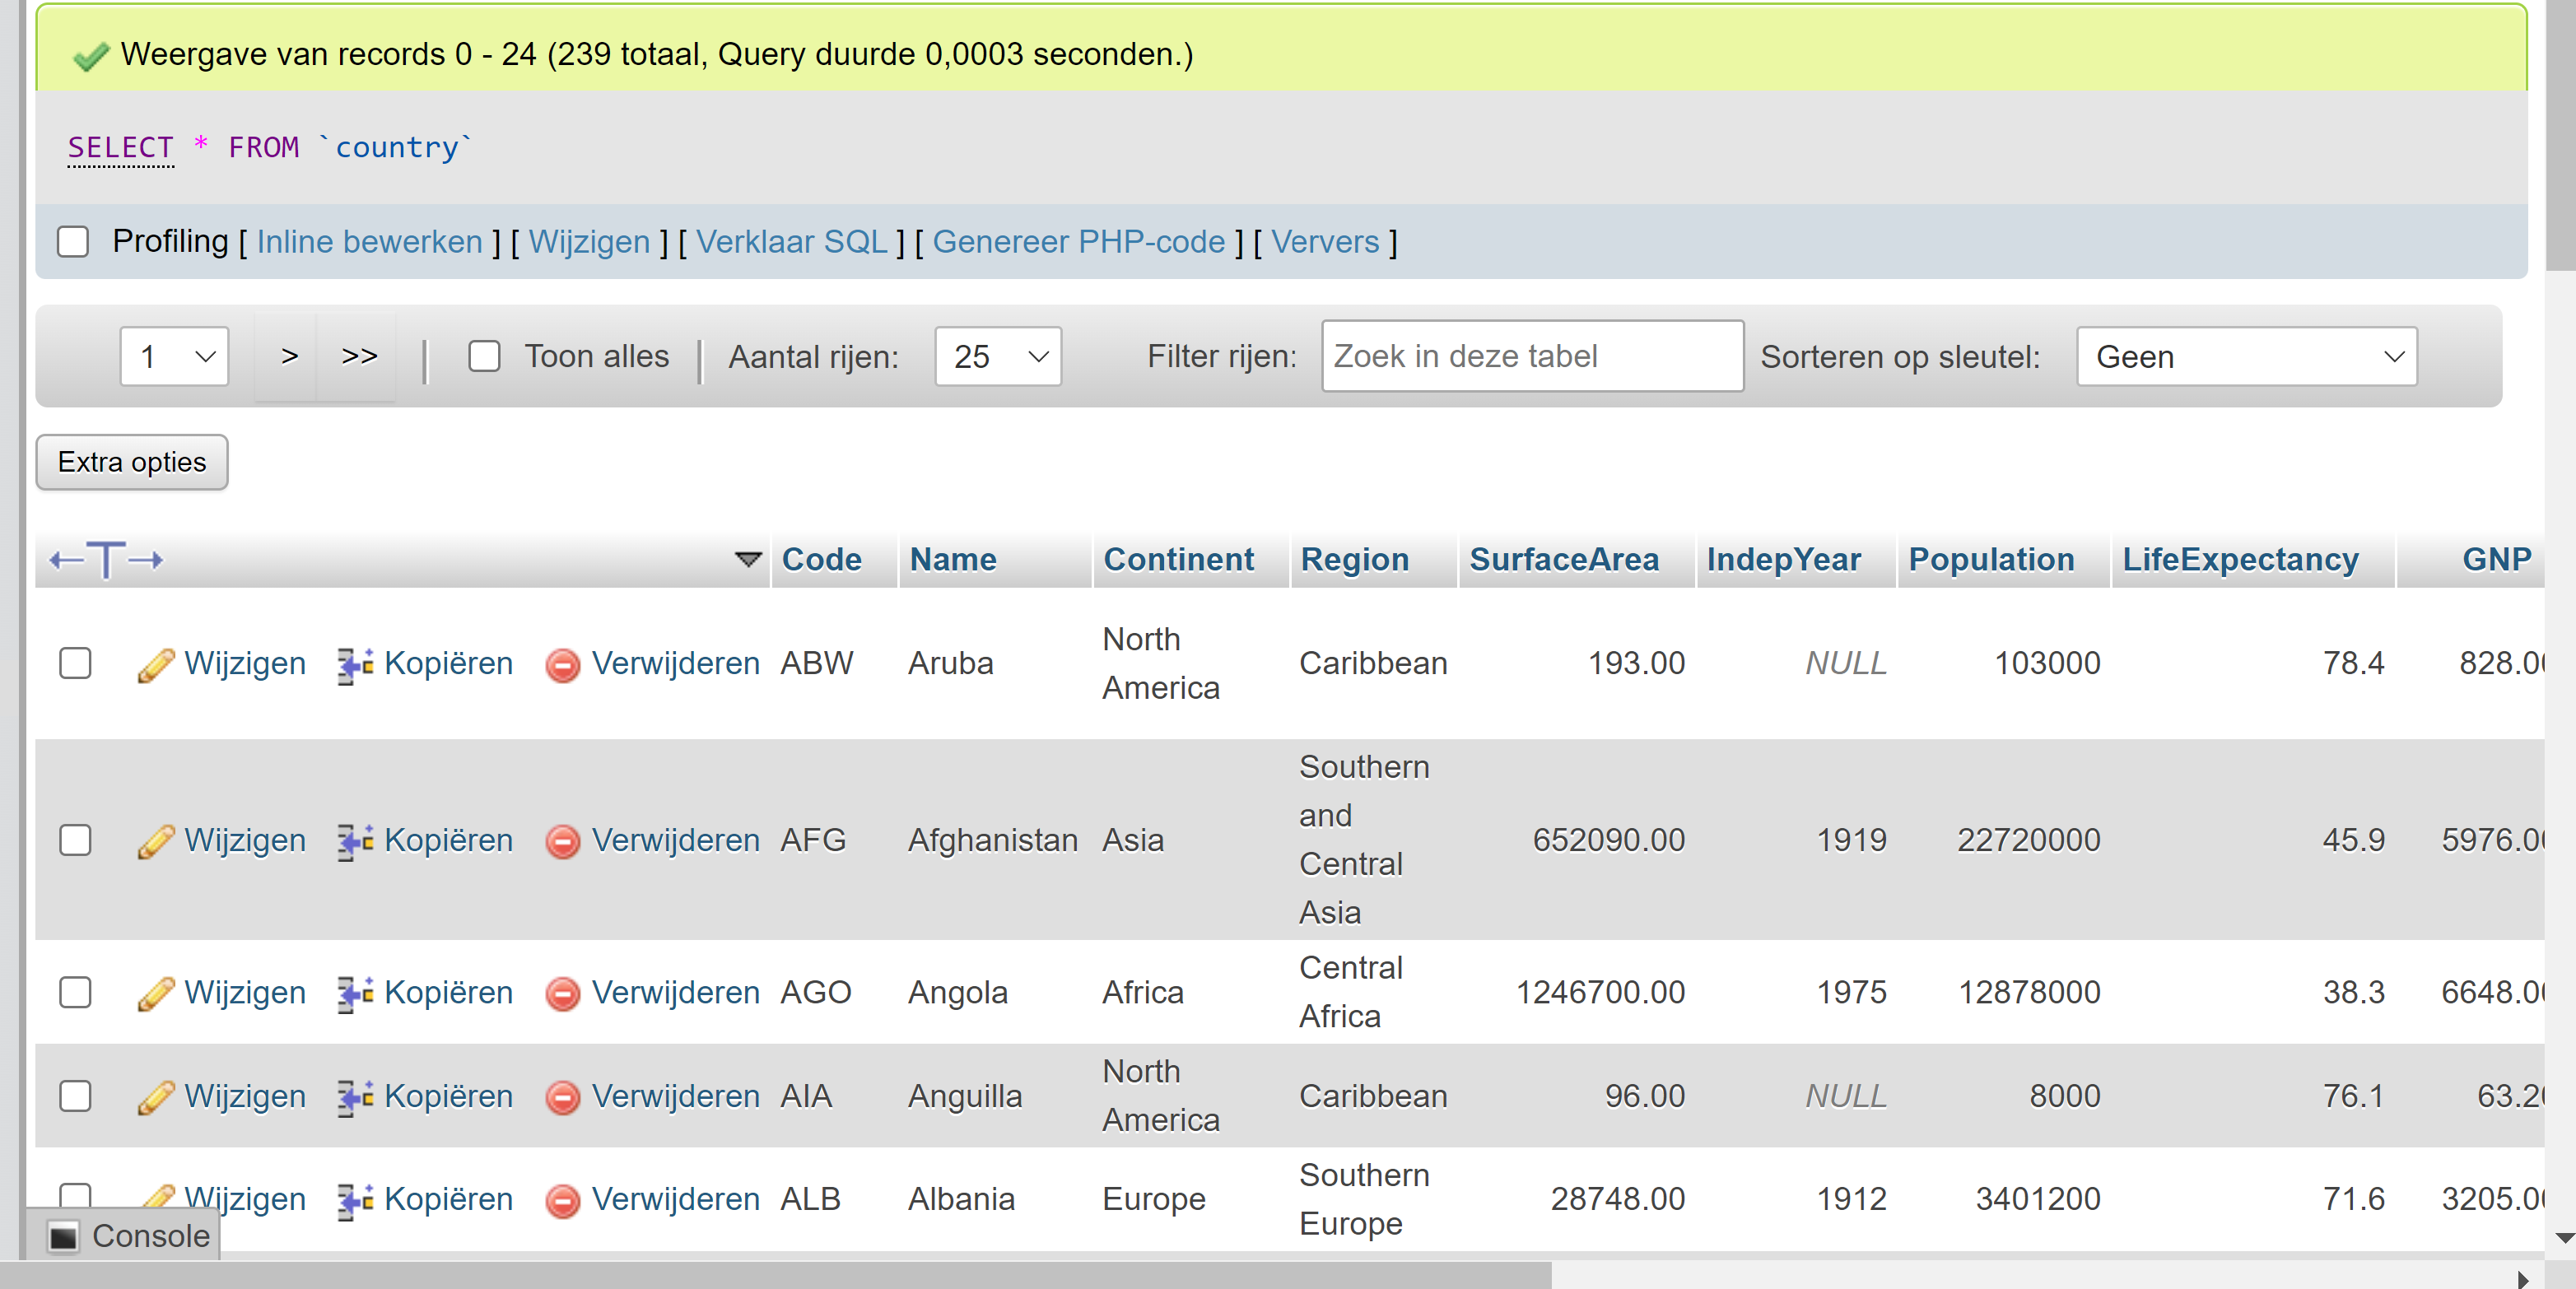 Weergave van records 0 - 24 (239 totaal, Query duurde 0,0003 seconden.)
SELECT * FROM `country`
Profiling [ Inline bewerken ] [ Wijzigen ] [ Verklaar SQL ] [ Genereer PHP-code ] [ Ververs ]
1 > >> | Toon alles | Aantal rijen: 25 Filter rijen: Zoek in deze tabel Sorteren op sleutel: Geen
Extra opties
←T→ Code Name Continent Region SurfaceArea IndepYear Population LifeExpectancy GNP
Wijzigen Kopiëren Verwijderen ABW Aruba North America Caribbean 193.00 NULL 103000 78.4 828.00
Wijzigen Kopiëren Verwijderen AFG Afghanistan Asia Southern and Central Asia 652090.00 1919 22720000 45.9 5976.00
Wijzigen Kopiëren Verwijderen AGO Angola Africa Central Africa 1246700.00 1975 12878000 38.3 6648.00
Wijzigen Kopiëren Verwijderen AIA Anguilla North America Caribbean 96.00 NULL 8000 76.1 63.20
Wijzigen Kopiëren Verwijderen ALB Albania Europe Southern Europe 28748.00 1912 3401200 71.6 3205.00
Console